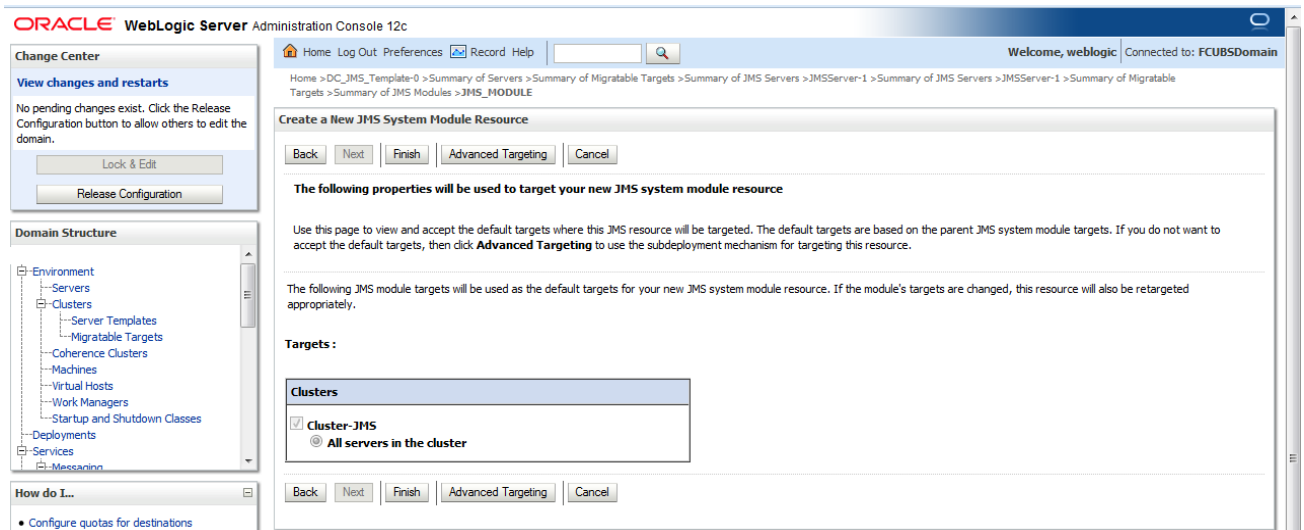 ORACLE WebLogic Server Administration Console 12c
Change Center
View changes and restarts
No pending changes exist. Click the Release
Configuration button to allow others to edit the
domain.
Lock & Edit
Release Configuration
Domain Structure
Environment
Servers
Clusters
Server Templates
Migratable Targets
Coherence Clusters
Machines
Virtual Hosts
Work Managers
Startup and Shutdown Classes
Deployments
Services
Messaging
How do I...
Configure quotas for destinations
Home Log Out Preferences Record Help
Welcome, weblogic Connected to: FCUBSDomain
Home >DC_JMS_Template-0 >Summary of Servers >Summary of Migratable Targets >Summary of JMS Servers >JMSServer-1 >Summary of JMS Servers >JMSServer-1 >Summary of Migratable
Targets >Summary of JMS Modules >JMS_MODULE
Create a New JMS System Module Resource
Back Next Finish Advanced Targeting Cancel
The following properties will be used to target your new JMS system module resource
Use this page to view and accept the default targets where this JMS resource will be targeted. The default targets are based on the parent JMS system module targets. If you do not want to
accept the default targets, then click Advanced Targeting to use the subdeployment mechanism for targeting this resource.
The following JMS module targets will be used as the default targets for your new JMS system module resource. If the module's targets are changed, this resource will also be retargeted
appropriately.
Targets :
Clusters
Cluster-JMS
All servers in the cluster
Back Next Finish Advanced Targeting Cancel